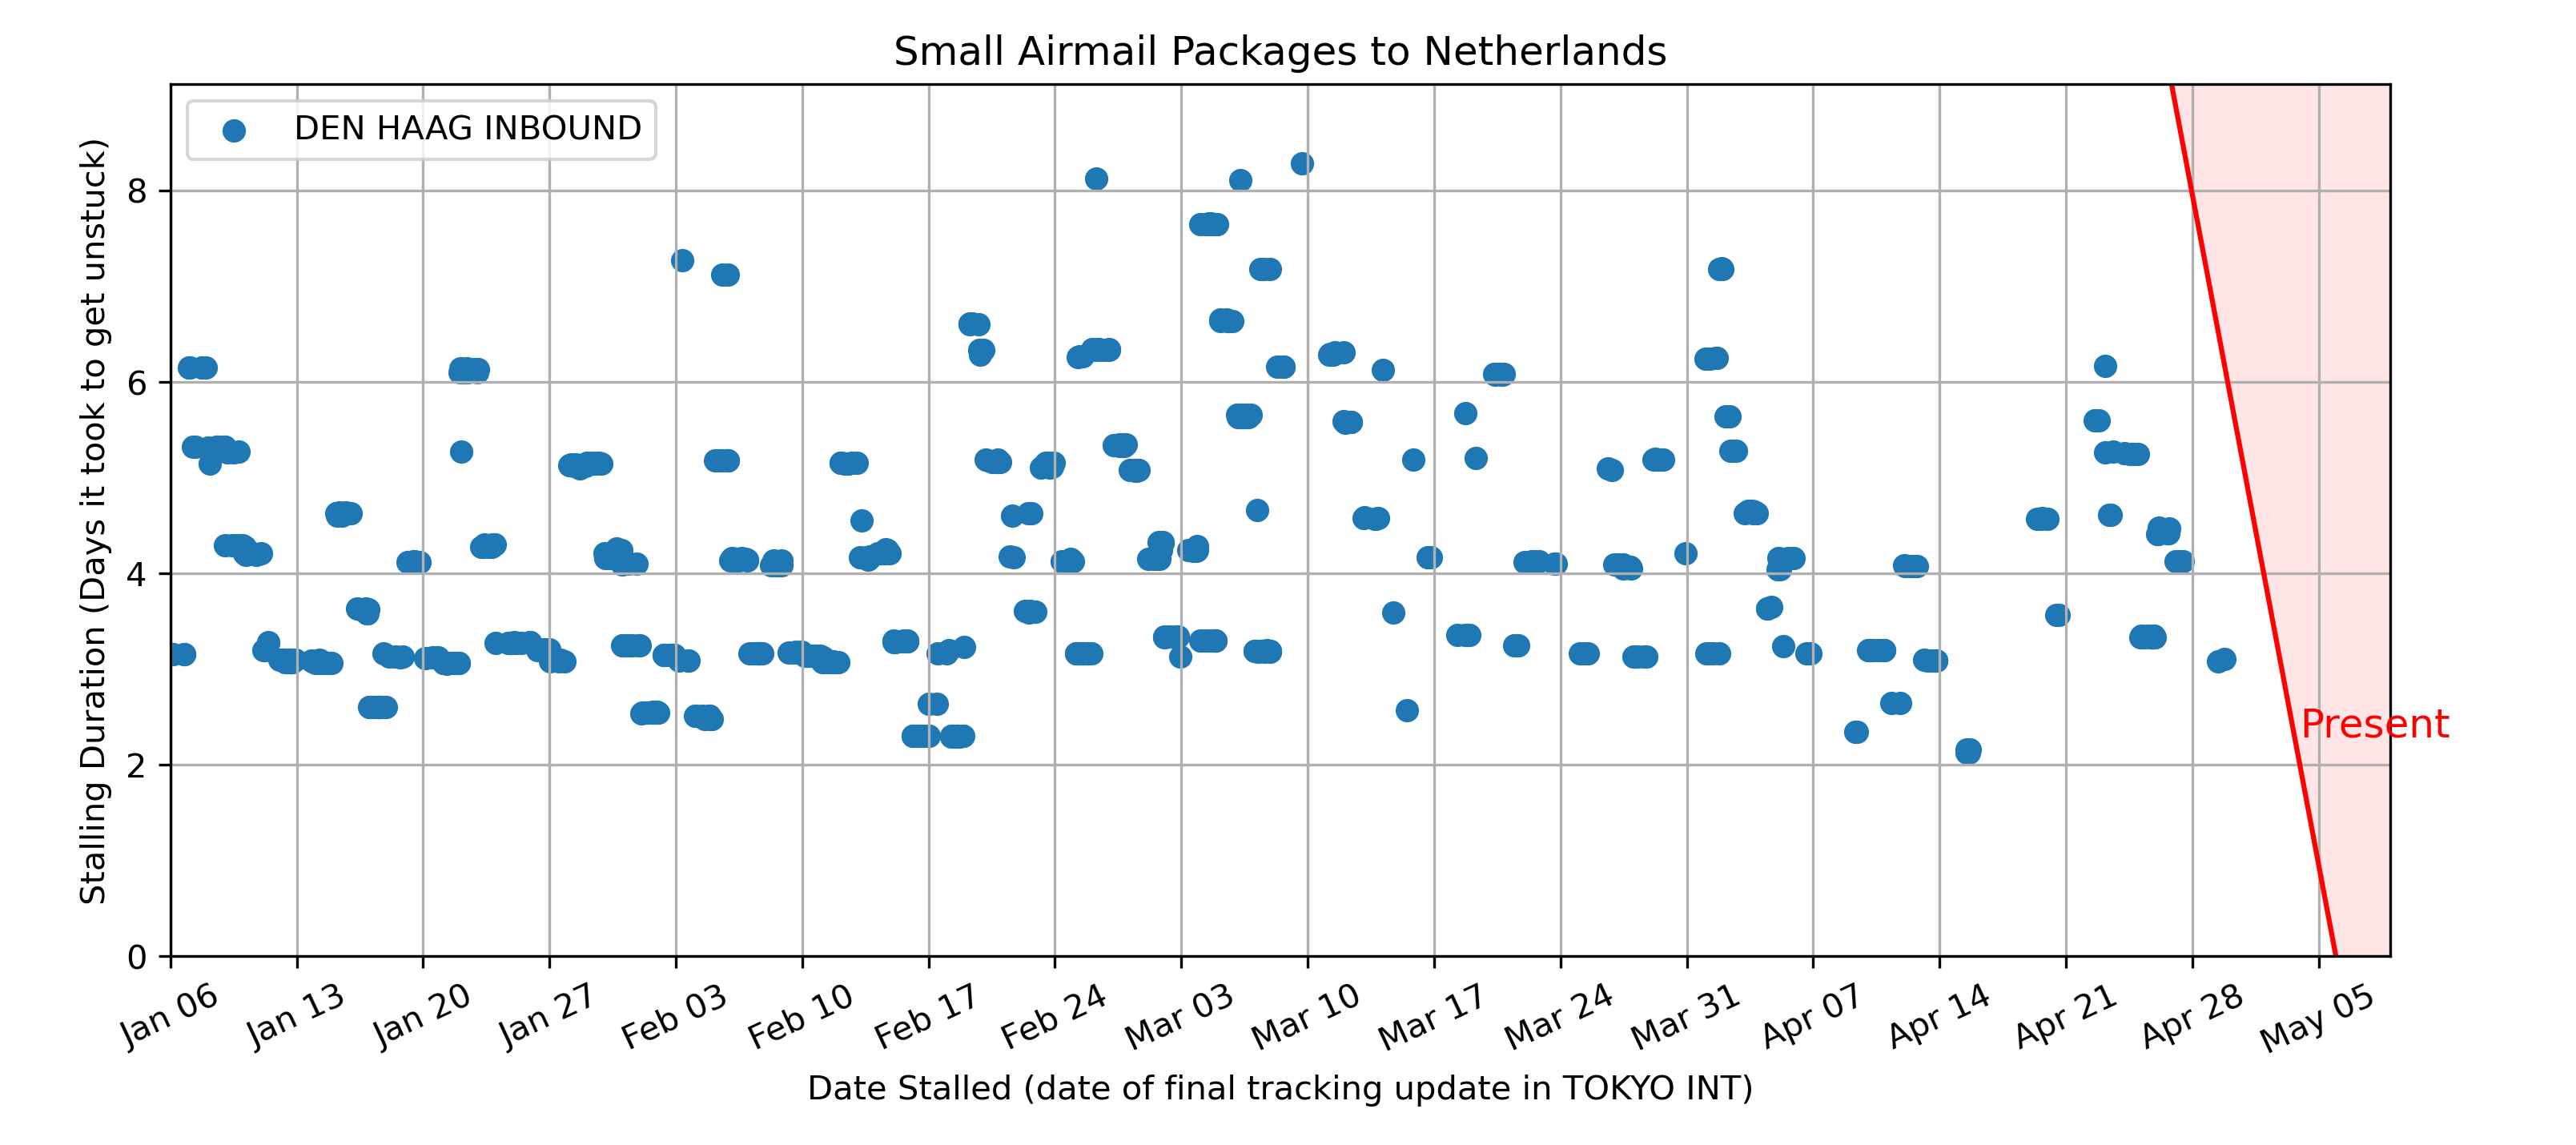 Small Airmail Packages to Netherlands
DEN HAAG INBOUND
Stalling Duration (Days it took to get unstuck)
8
6
4
2
0
Present
Jan 06
Jan 13
Jan 20
Jan 27
Feb 03
Feb 10
Feb 17
Feb 24
Mar 03
Mar 10
Mar 17
Mar 24
Mar 31
Apr 07
Apr 14
Apr 21
Apr 28
May 05
Date Stalled (date of final tracking update in TOKYO INT)